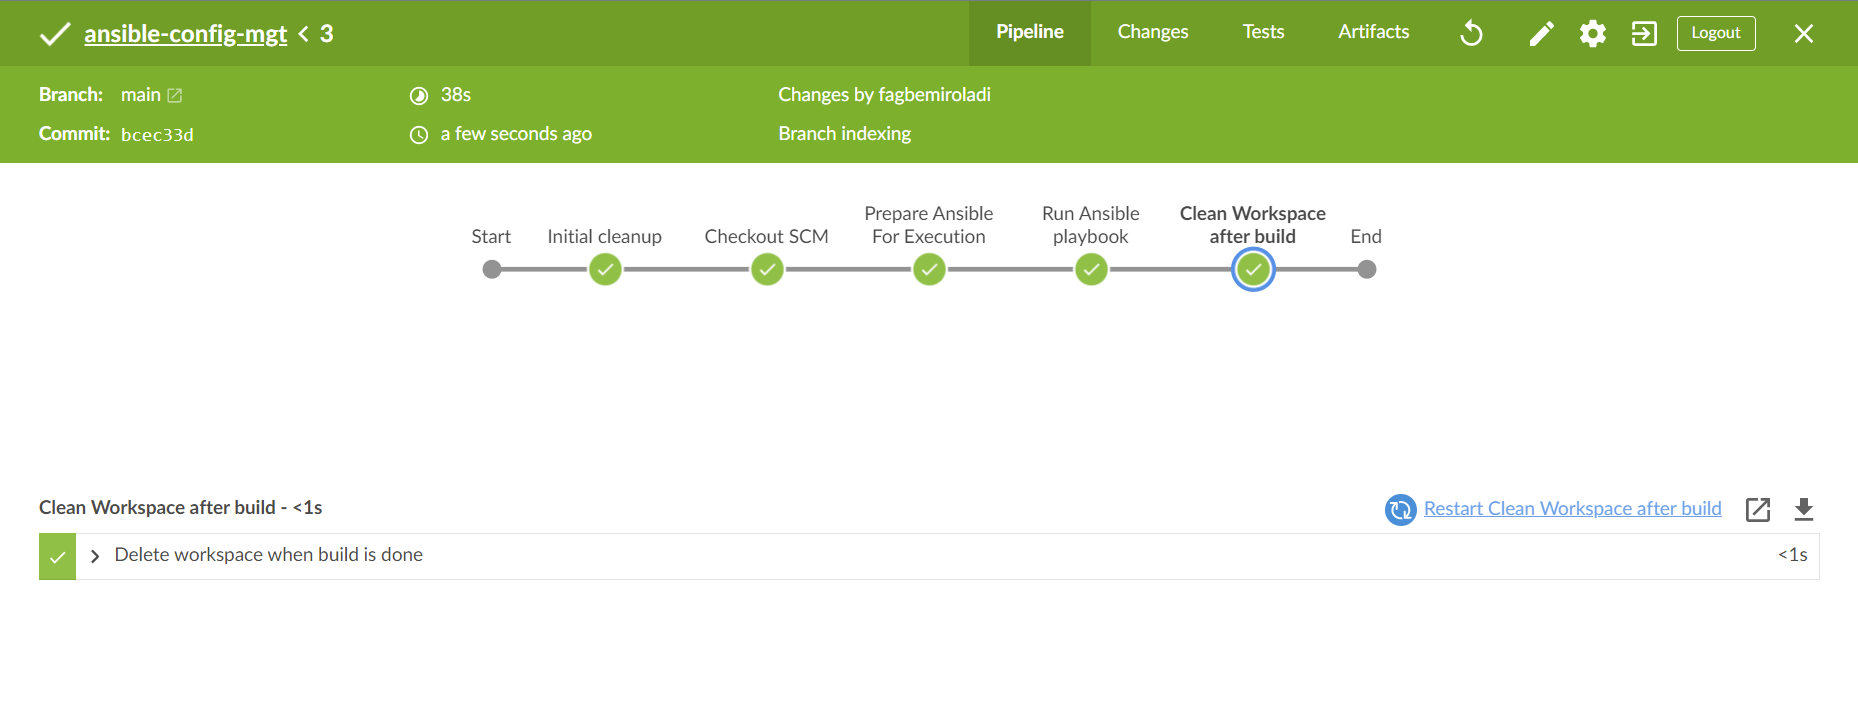 ansible-config-mgt < 3
Pipeline
Changes
Tests
Artifacts
Logout
Branch: main
38s
Changes by fagbemiroladi
Commit: bcec33d
a few seconds ago
Branch indexing
Start
Initial cleanup
Checkout SCM
Prepare Ansible
For Execution
Run Ansible
playbook
Clean Workspace
after build
End
Clean Workspace after build - <1s
Restart Clean Workspace after build
Delete workspace when build is done
<1s